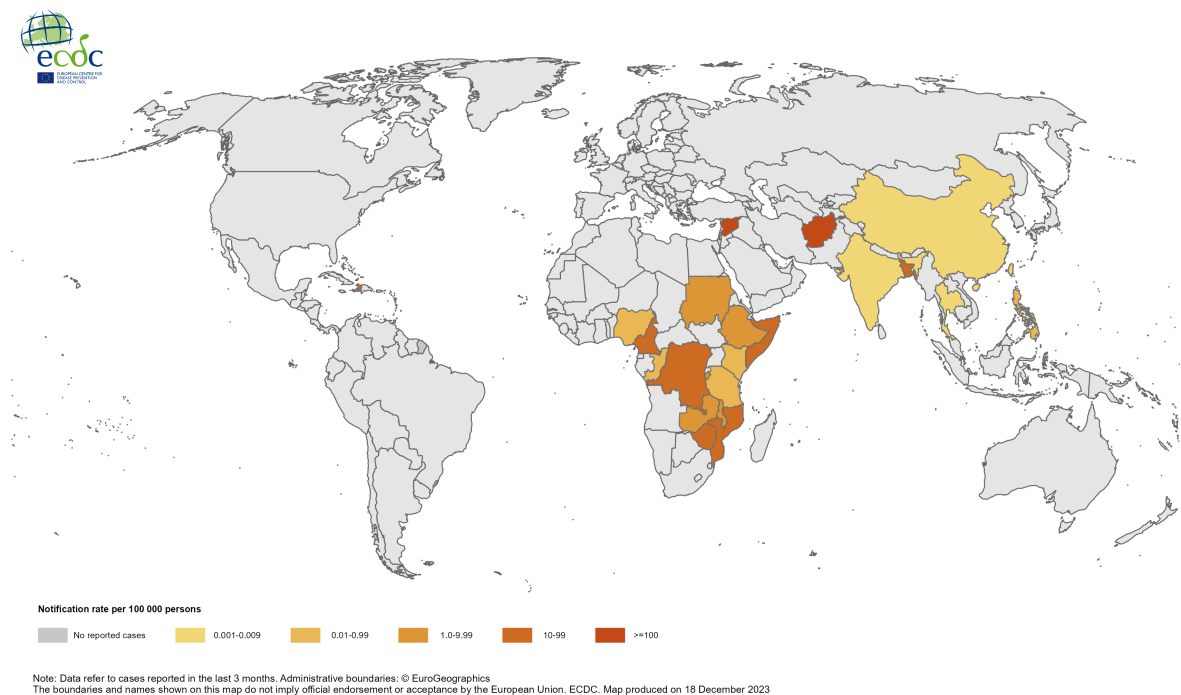 ecdc
EUROPEAN CENTRE FOR
DISEASE PREVENTION
AND CONTROL
Notification rate per 100 000 persons
No reported cases
0.001-0.009
0.01-0.99
1.0-9.99
10-99
>=100
Note: Data refer to cases reported in the last 3 months. Administrative boundaries: © EuroGeographics
The boundaries and names shown on this map do not imply official endorsement or acceptance by the European Union. ECDC. Map produced on 18 December 2023